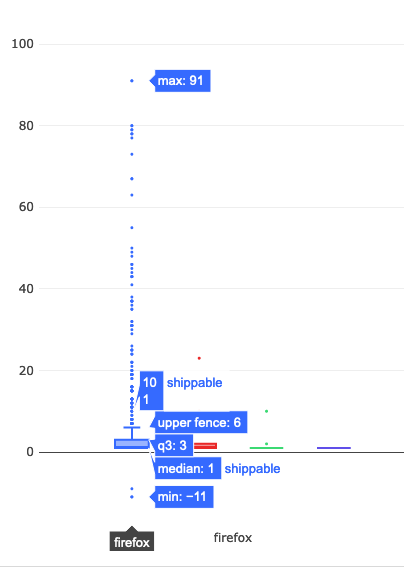 100
max: 91
80
60
40
20
10 shippable
1
upper fence: 6
q3: 3
0
median: 1 shippable
min: −11
firefox
firefox